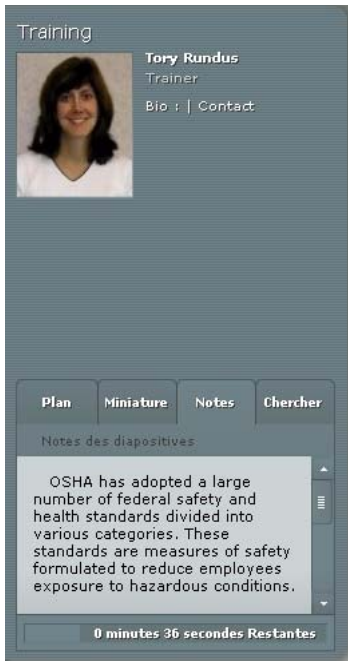 Training
Tory Rundus
Trainer
Bio : | Contact
Plan Miniature Notes Chercher
Notes des diapositives
OSHA has adopted a large
number of federal safety and
health standards divided into
various categories. These
standards are measures of safety
formulated to reduce employees
exposure to hazardous conditions.
0 minutes 36 secondes Restantes